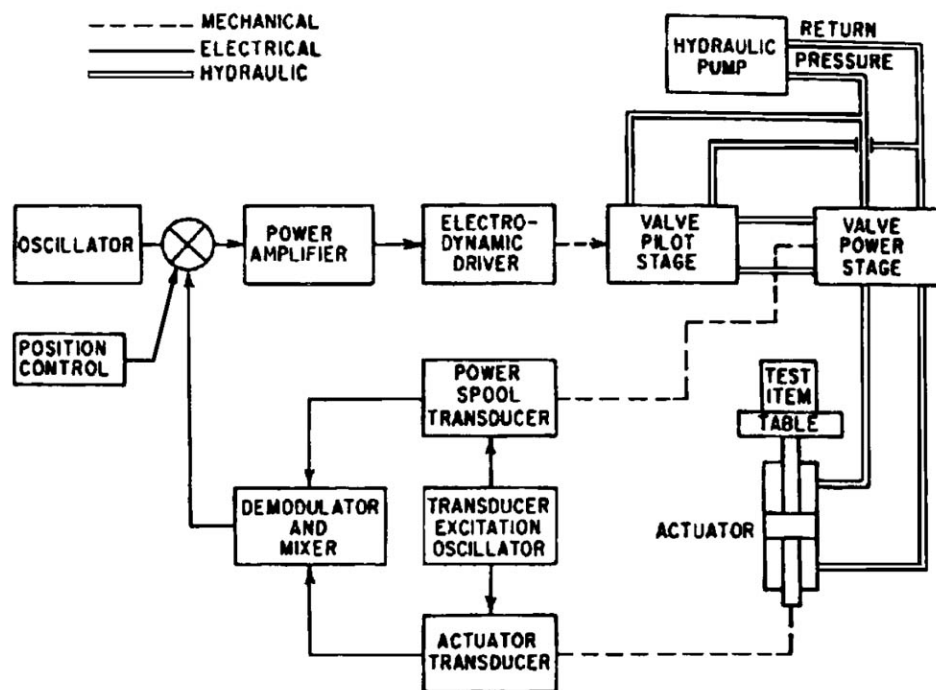 MECHANICAL
ELECTRICAL
HYDRAULIC
HYDRAULIC
PUMP
RETURN
PRESSURE
OSCILLATOR
POWER
AMPLIFIER
ELECTRO-
DYNAMIC
DRIVER
VALVE
PILOT
STAGE
VALVE
POWER
STAGE
POSITION
CONTROL
POWER
SPOOL
TRANSDUCER
TEST
ITEM
TABLE
DEMODULATOR
AND
MIXER
TRANSDUCER
EXCITATION
OSCILLATOR
ACTUATOR
ACTUATOR
TRANSDUCER